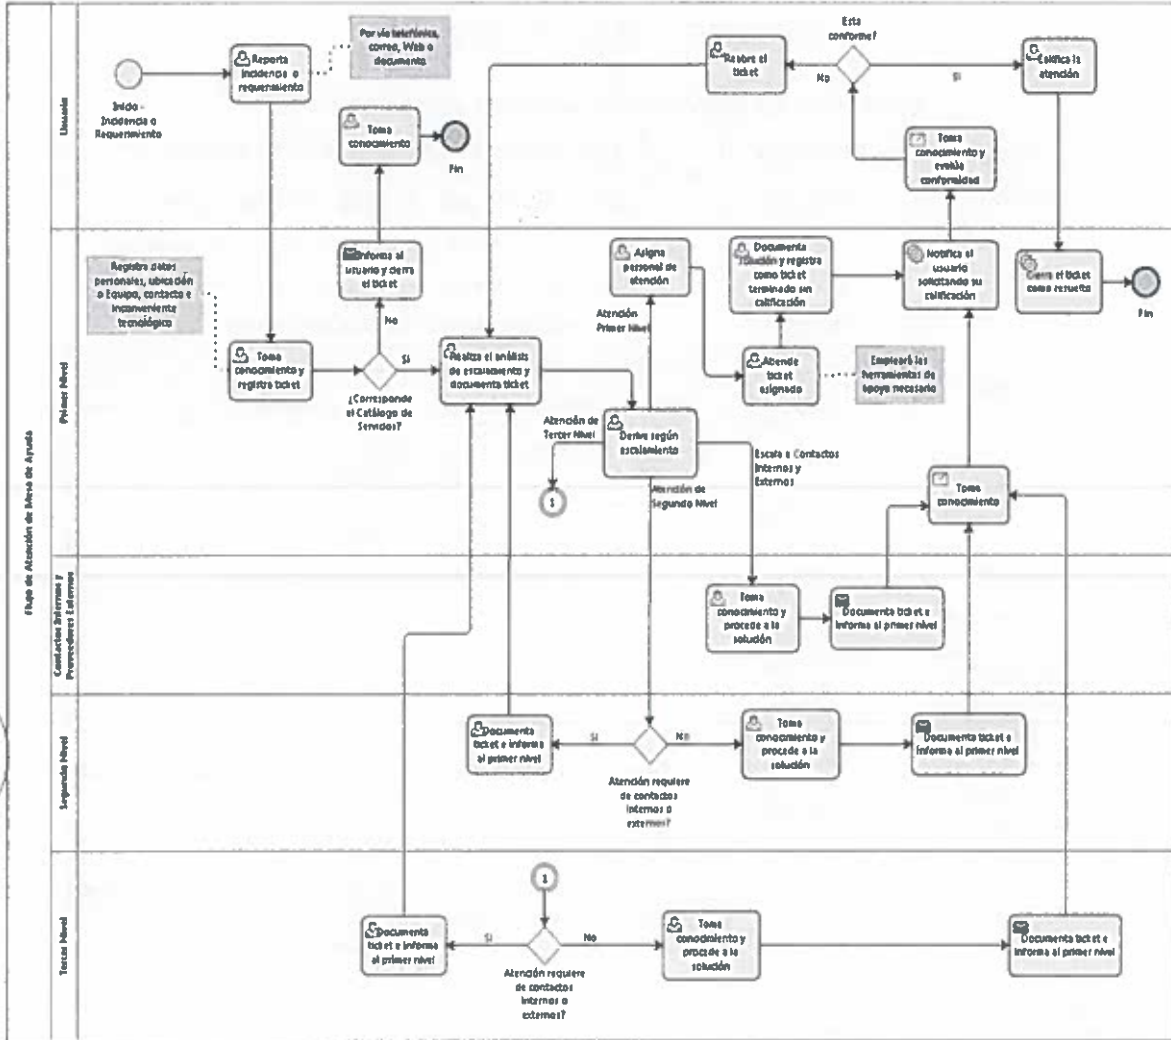 Flujo de Atención de Mesa de Ayuda
Usuario
Inicio -
Incidencia o
Requerimiento
Reporta
incidencia o
requerimiento
Por vía telefónica,
correo, Web o
documento
Toma
conocimiento
Fin
Reabre el
ticket
Esta
conforme?
No
Si
Califica la
atención
Toma
conocimiento y
evalúa
conformidad
Primer Nivel
Registra datos
personales, ubicación
o Equipo, contacto e
inconveniente
tecnológico
Toma
conocimiento y
registra ticket
Informa al
usuario y cierra
el ticket
No
Si
¿Corresponde
el Catálogo de
Servicios?
Realiza el análisis
de escalamiento y
documenta ticket
Asigna
personal de
atención
Atención
Primer Nivel
Documenta
solución y registra
como ticket
terminado sin
calificación
Atiende
ticket
asignado
Empleará las
herramientas de
apoyo necesario
Notifica al
usuario
solicitando su
calificación
Cierra el ticket
como resuelto
Fin
Atención de
Tercer Nivel
1
Deriva según
escalamiento
Escala a Contactos
Internos y
Externos
Atención de
Segundo Nivel
Toma
conocimiento
Contactos Internos y
Proveedores Externos
Toma
conocimiento y
procede a la
solución
Documenta ticket e
informa al primer nivel
Segundo Nivel
Documenta
ticket e informa
al primer nivel
Si
No
Atención requiere
de contactos
internos o
externos?
Toma
conocimiento y
procede a la
solución
Documenta ticket e
informa al primer nivel
Tercer Nivel
1
Documenta
ticket e informa
al primer nivel
Si
No
Atención requiere
de contactos
internos o
externos?
Toma
conocimiento y
procede a la
solución
Documenta ticket e
informa al primer nivel